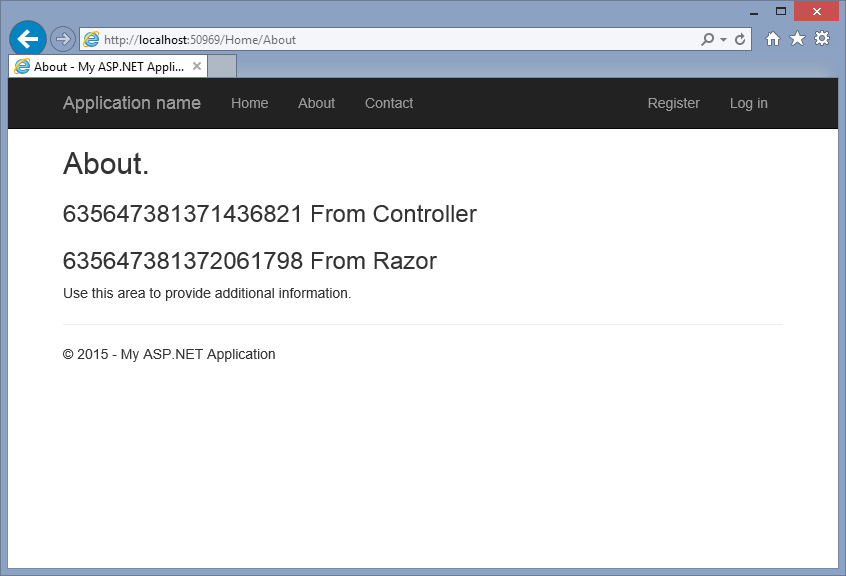 http://localhost:50969/Home/About
About - My ASP.NET Appli...
Application name Home About Contact Register Log in
About.
635647381371436821 From Controller
635647381372061798 From Razor
Use this area to provide additional information.
© 2015 - My ASP.NET Application